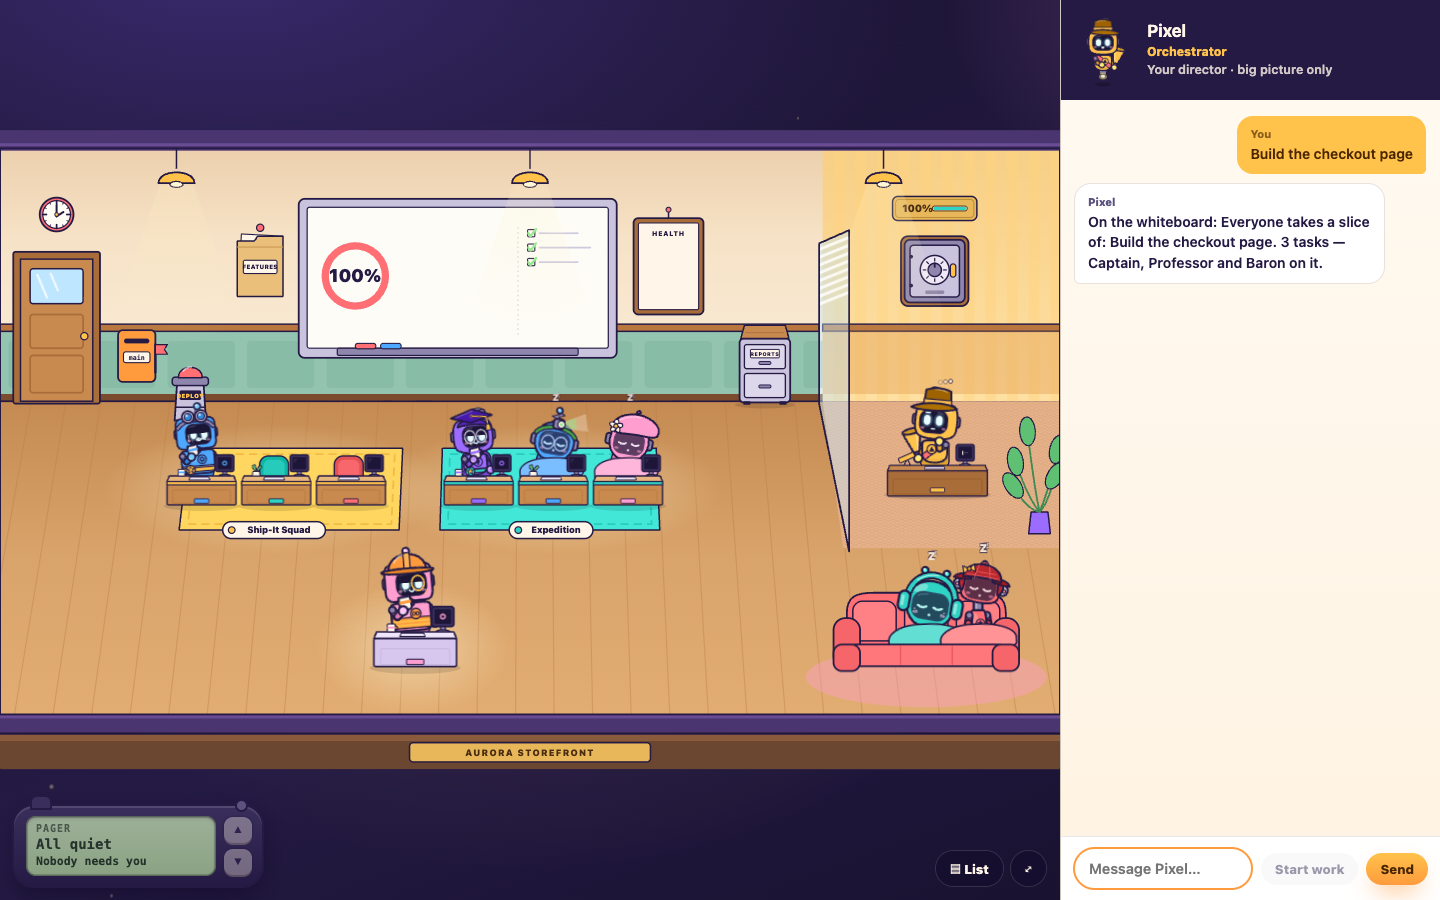 Pixel
Orchestrator
Your director · big picture only
You
Build the checkout page
Pixel
On the whiteboard: Everyone takes a slice
of: Build the checkout page. 3 tasks —
Captain, Professor and Baron on it.
100%
FEATURES
100%
HEALTH
main
REPORTS
DEPLOY
z
z
Ship-It Squad
Expedition
z
z
AURORA STOREFRONT
PAGER
All quiet
Nobody needs you
List
Message Pixel...
Start work
Send